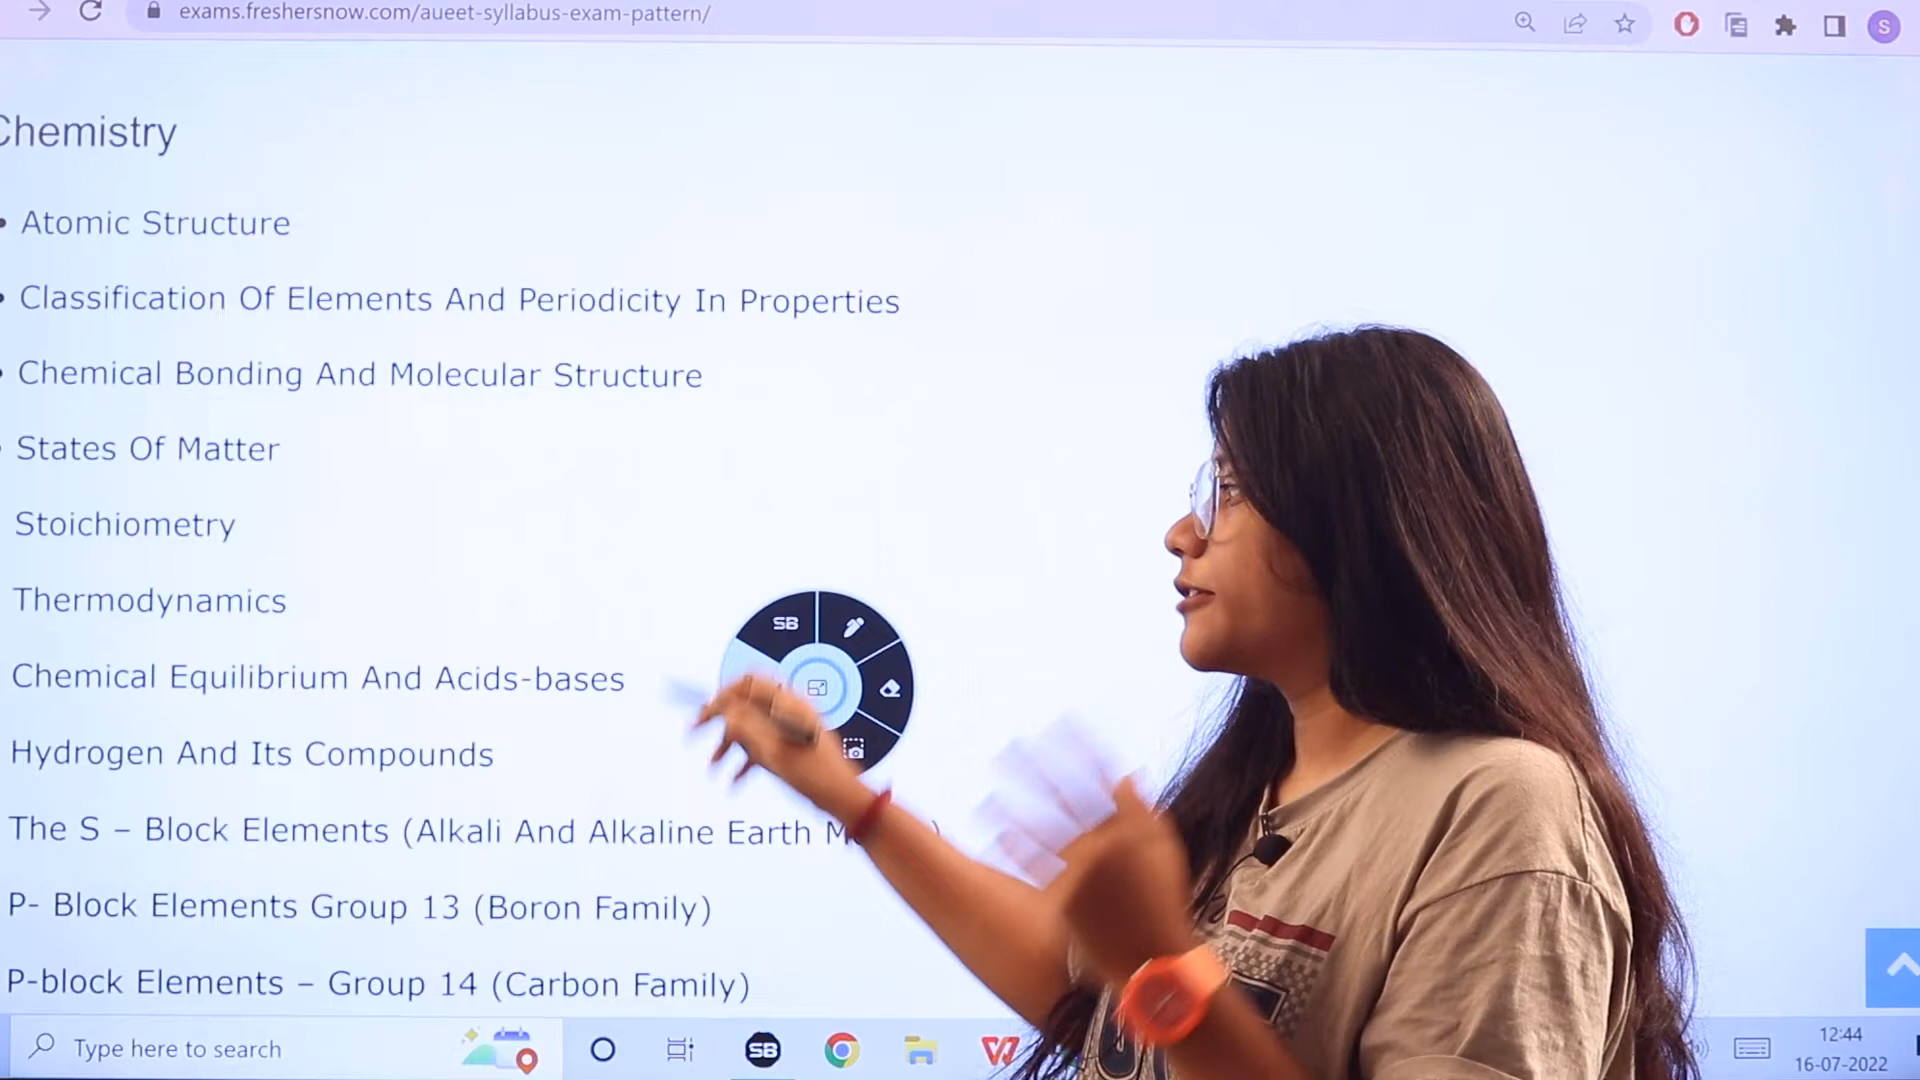 exams.freshersnow.com/aueet-syllabus-exam-pattern/
S
Chemistry
• Atomic Structure
• Classification Of Elements And Periodicity In Properties
• Chemical Bonding And Molecular Structure
• States Of Matter
Stoichiometry
Thermodynamics
SB
Chemical Equilibrium And Acids-bases
Hydrogen And Its Compounds
The S – Block Elements (Alkali And Alkaline Earth
P- Block Elements Group 13 (Boron Family)
P-block Elements – Group 14 (Carbon Family)
Type here to search
SB
12:44
16-07-2022